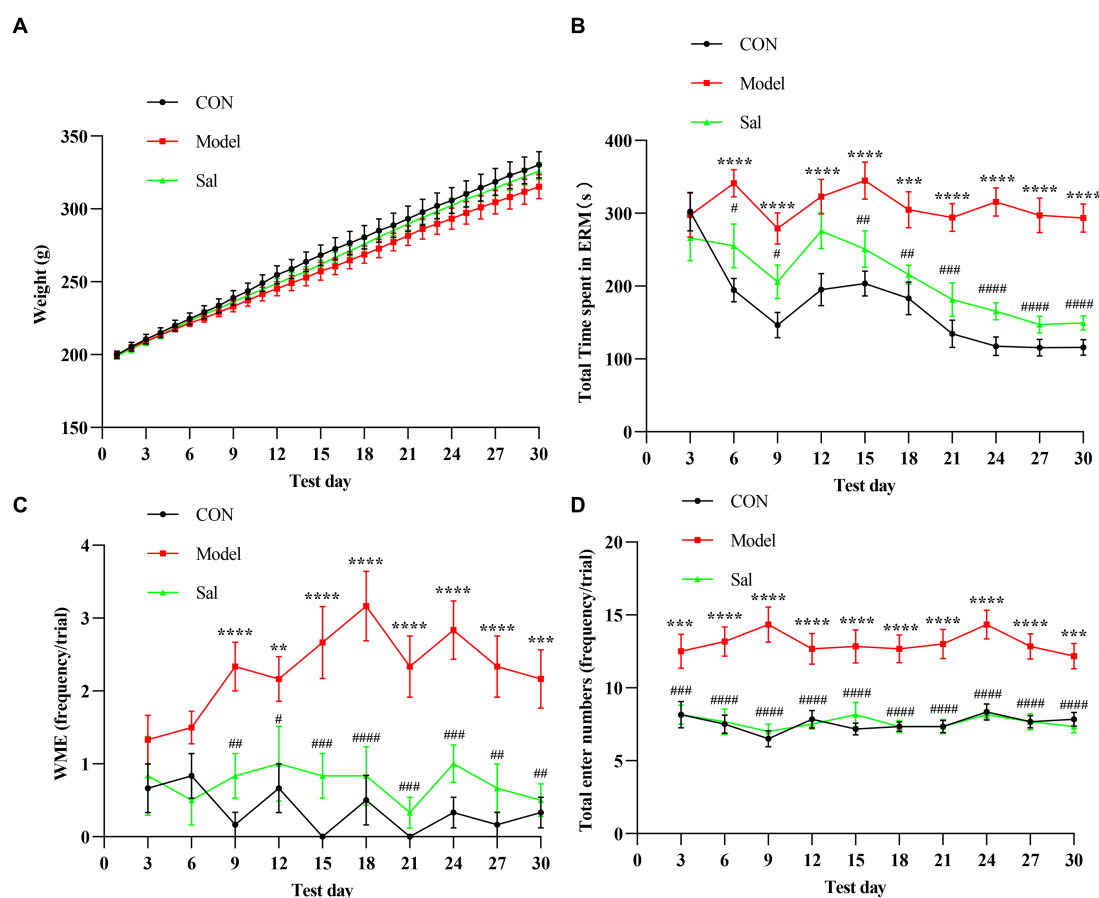 A
CON
Model
Sal
350
300
250
200
150
Weight (g)
0 3 6 9 12 15 18 21 24 27 30
Test day
B
CON
Model
Sal
400
300
200
100
0
Total Time spent in ERM (s)
**** **** **** **** *** **** **** **** ****
# # ## ## ### #### #### ####
0 3 6 9 12 15 18 21 24 27 30
Test day
C
CON
Model
Sal
4
3
2
1
0
WME (frequency/trial)
**** ** **** **** **** **** **** ***
## # ### #### ### ### ## ##
0 3 6 9 12 15 18 21 24 27 30
Test day
D
CON
Model
Sal
20
15
10
5
0
Total enter numbers (frequency/trial)
*** **** **** **** **** **** **** **** **** ***
### #### #### #### #### #### #### #### #### ####
0 3 6 9 12 15 18 21 24 27 30
Test day